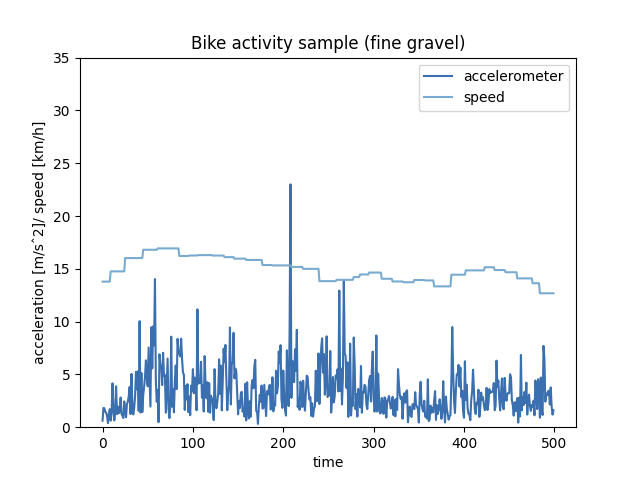 Bike activity sample (fine gravel)
accelerometer
speed
acceleration [m/sˆ2]/ speed [km/h]
35
30
25
20
15
10
5
0
0 100 200 300 400 500
time